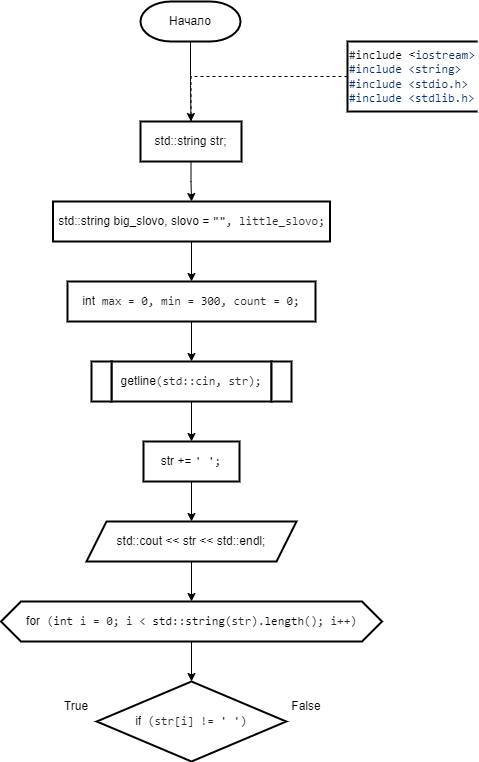 Начало
#include <iostream>
#include <string>
#include <stdio.h>
#include <stdlib.h>
std::string str;
std::string big_slovo, slovo = "", little_slovo;
int max = 0, min = 300, count = 0;
getline(std::cin, str);
str += ' ';
std::cout << str << std::endl;
for (int i = 0; i < std::string(str).length(); i++)
True
False
if (str[i] != ' ')